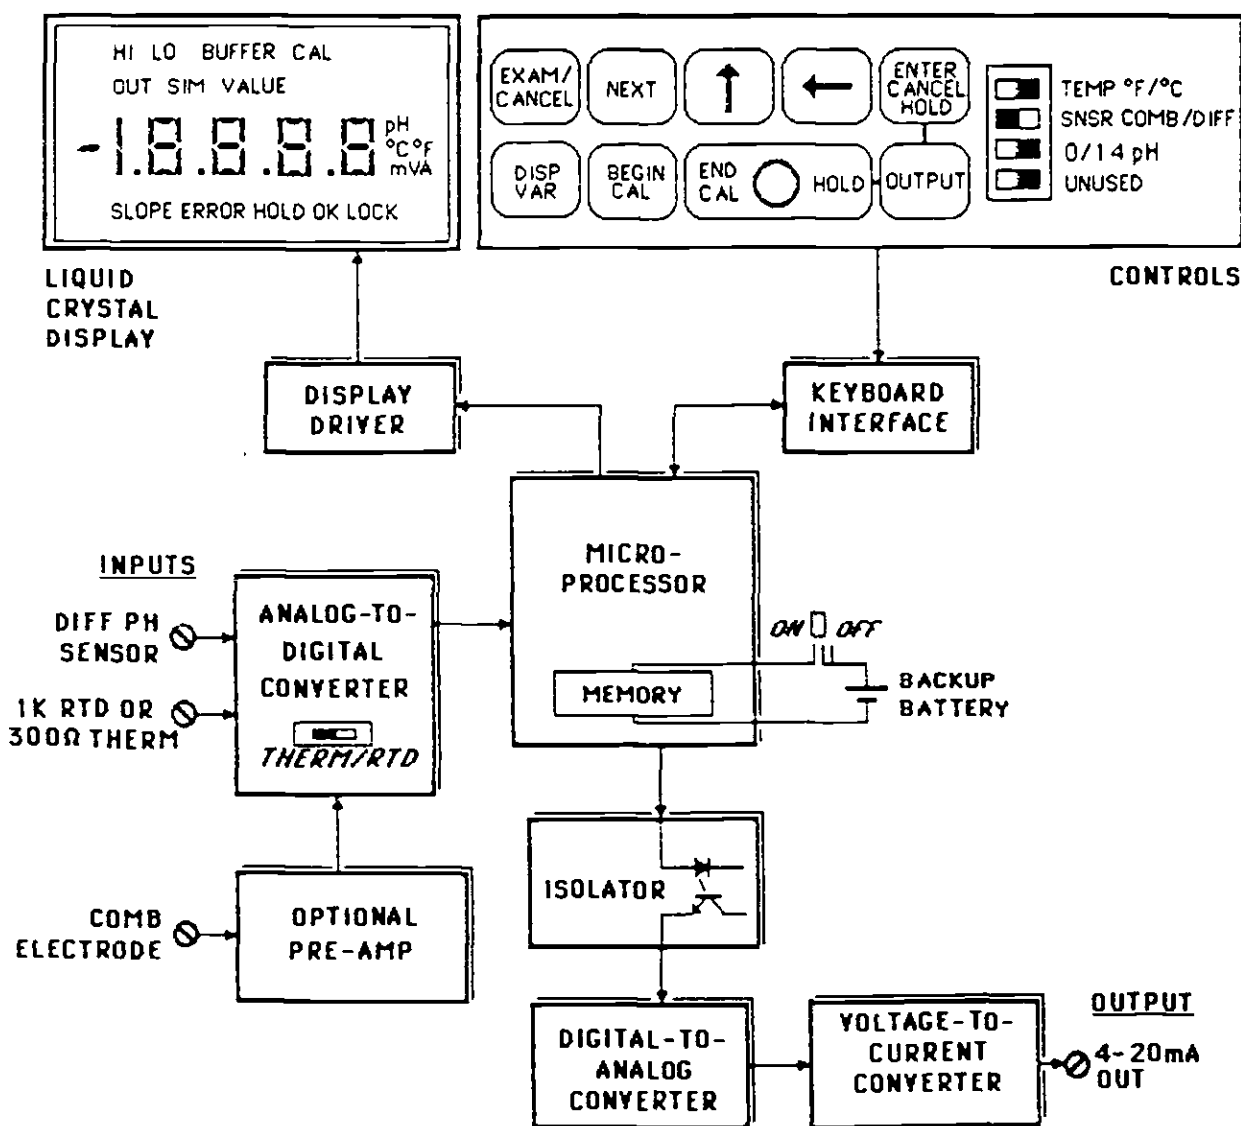 HI LO BUFFER CAL
OUT SIM VALUE
-1.8.8.8.8
pH
°C°F
mVA
SLOPE ERROR HOLD OK LOCK
LIQUID
CRYSTAL
DISPLAY
EXAM/
CANCEL
NEXT
ENTER
CANCEL
HOLD
DISP
VAR
BEGIN
CAL
END
CAL
HOLD
OUTPUT
TEMP °F/°C
SNSR COMB/DIFF
0/14 pH
UNUSED
CONTROLS
DISPLAY
DRIVER
KEYBOARD
INTERFACE
MICRO-
PROCESSOR
MEMORY
ON OFF
BACKUP
BATTERY
INPUTS
DIFF PH
SENSOR
1K RTD OR
300Ω THERM
ANALOG-TO-
DIGITAL
CONVERTER
THERM/RTD
COMB
ELECTRODE
OPTIONAL
PRE-AMP
ISOLATOR
DIGITAL-TO-
ANALOG
CONVERTER
VOLTAGE-TO-
CURRENT
CONVERTER
OUTPUT
4-20mA
OUT